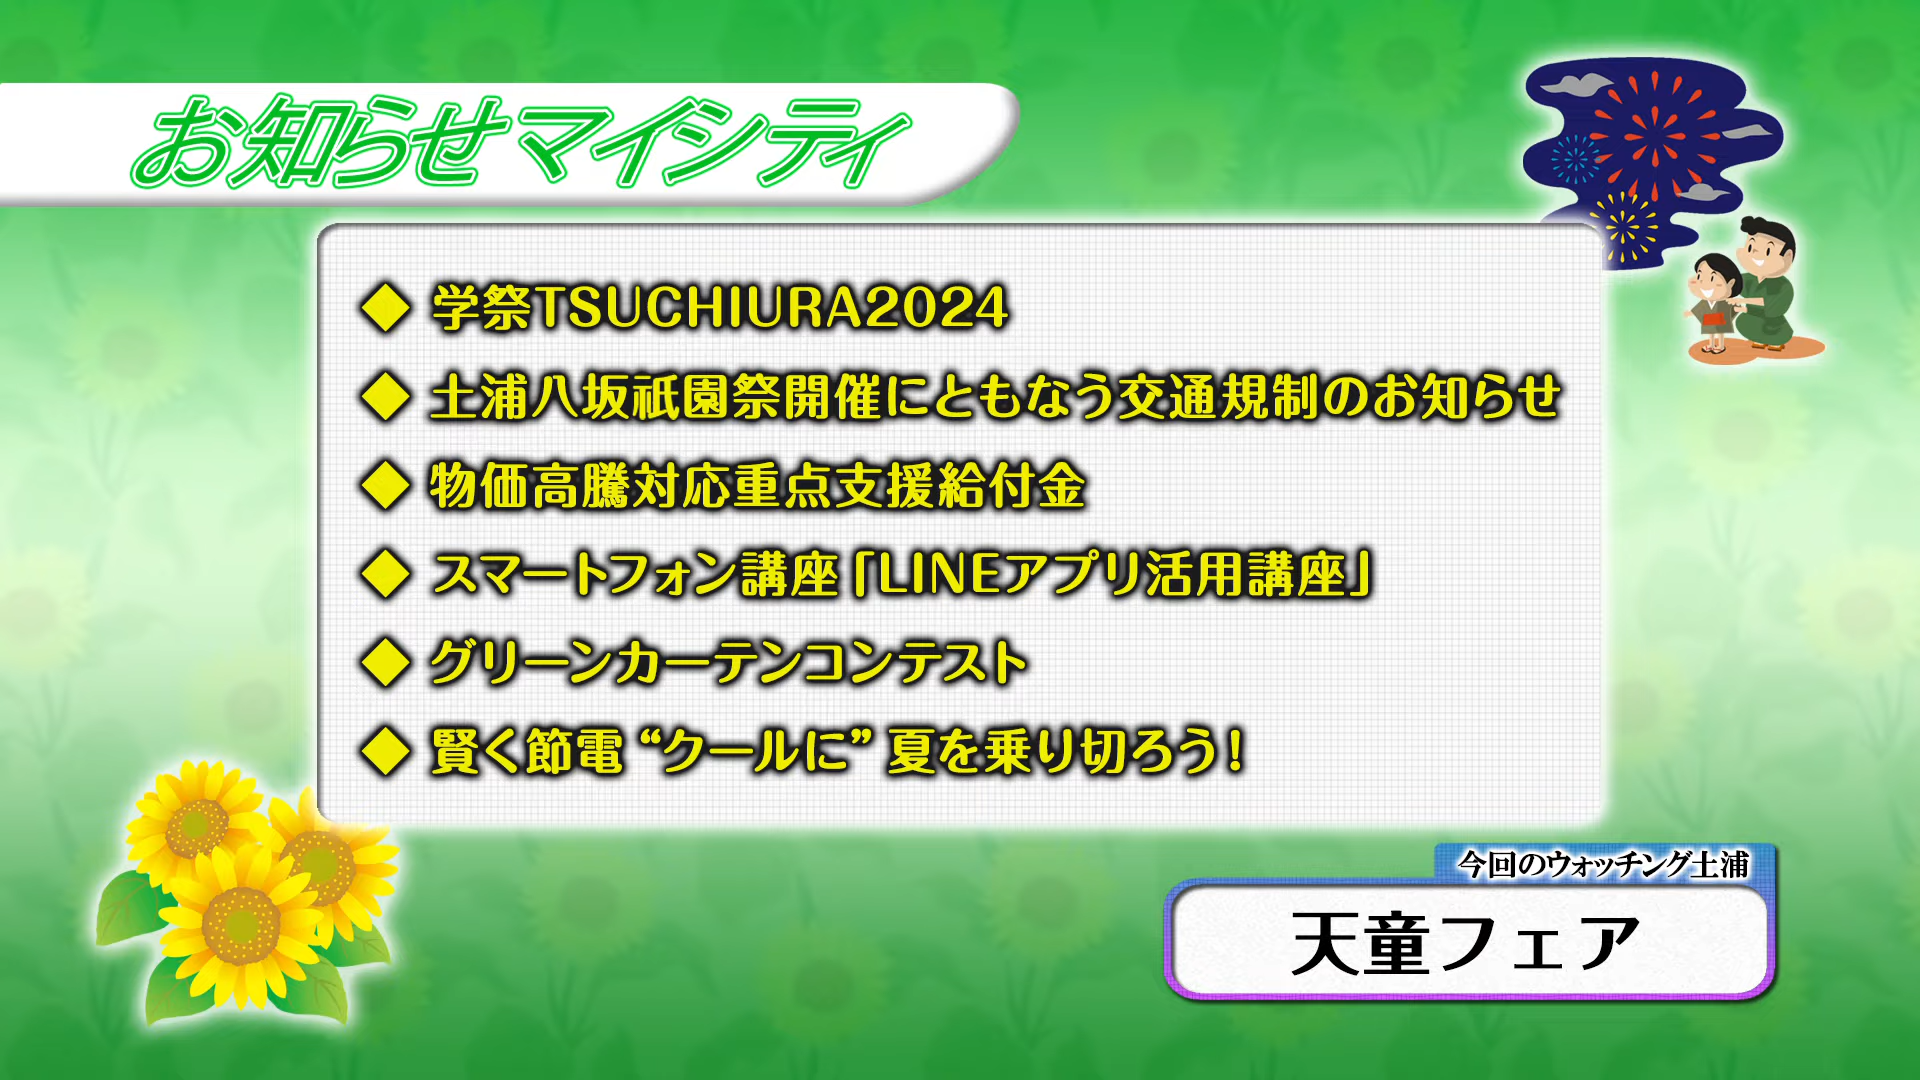 お知らせマイシティ
◆ 学祭TSUCHIURA2024
◆ 土浦八坂祇園祭開催にともなう交通規制のお知らせ
◆ 物価高騰対応重点支援給付金
◆ スマートフォン講座「LINEアプリ活用講座」
◆ グリーンカーテンコンテスト
◆ 賢く節電“クールに”夏を乗り切ろう！
今回のウォッチング土浦
天童フェア